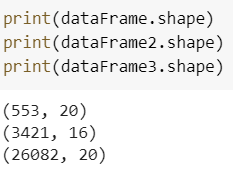 print(dataFrame.shape)
print(dataFrame2.shape)
print(dataFrame3.shape)
(553, 20)
(3421, 16)
(26082, 20)